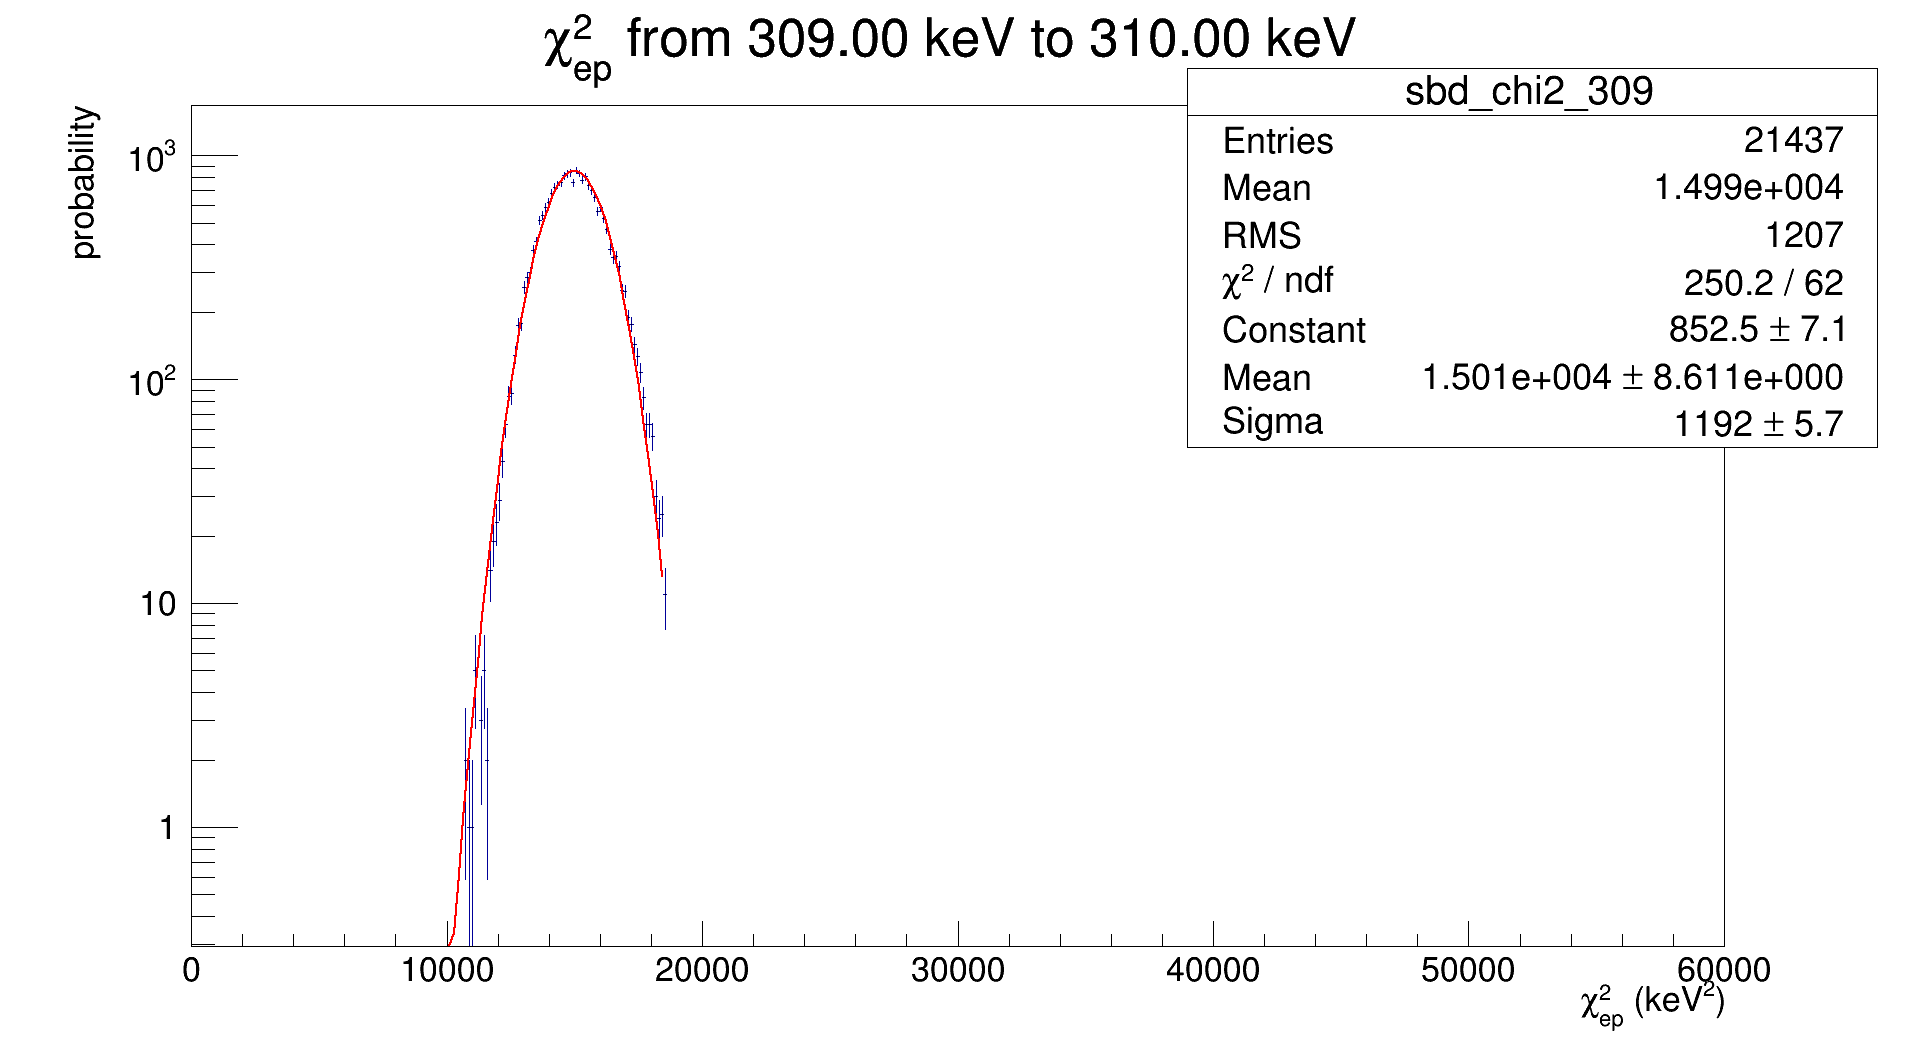 χ²ep from 309.00 keV to 310.00 keV
sbd_chi2_309
Entries 21437
Mean 1.499e+004
RMS 1207
χ² / ndf 250.2 / 62
Constant 852.5 ± 7.1
Mean 1.501e+004 ± 8.611e+000
Sigma 1192 ± 5.7
probability
10³
10²
10
1
0 10000 20000 30000 40000 50000 60000
χ²ep (keV²)